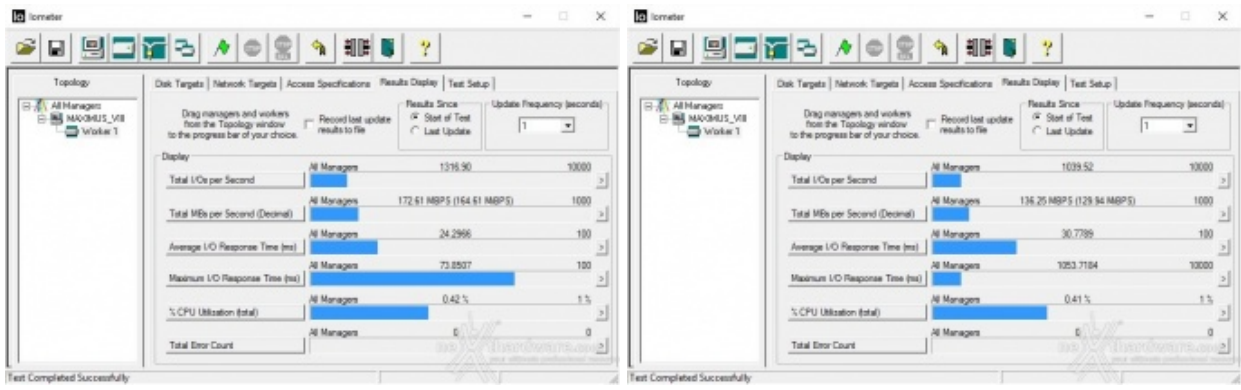 Iometer
Topology
All Managers
MAXIMUS_VIII
Worker 1
Disk Targets Network Targets Access Specifications Results Display Test Setup
Drag managers and workers
from the Topology window
to the progress bar of your choice.
Record last update
results to file
Results Since
Start of Test
Last Update
Update Frequency (seconds)
1
Display
All Managers 1316.90 10000
Total I/Os per Second
All Managers 172.61 MBPS (164.61 MiBPS) 1000
Total MBs per Second (Decimal)
All Managers 24.2966 100
Average I/O Response Time (ms)
All Managers 73.8507 100
Maximum I/O Response Time (ms)
All Managers 0.42 % 1 %
% CPU Utilization (total)
All Managers 0 0
Total Error Count
Test Completed Successfully
Iometer
Topology
All Managers
MAXIMUS_VIII
Worker 1
Disk Targets Network Targets Access Specifications Results Display Test Setup
Drag managers and workers
from the Topology window
to the progress bar of your choice.
Record last update
results to file
Results Since
Start of Test
Last Update
Update Frequency (seconds)
1
Display
All Managers 1039.52 10000
Total I/Os per Second
All Managers 136.25 MBPS (129.94 MiBPS) 1000
Total MBs per Second (Decimal)
All Managers 30.7789 100
Average I/O Response Time (ms)
All Managers 1053.7184 10000
Maximum I/O Response Time (ms)
All Managers 0.41 % 1 %
% CPU Utilization (total)
All Managers 0 0
Total Error Count
Test Completed Successfully